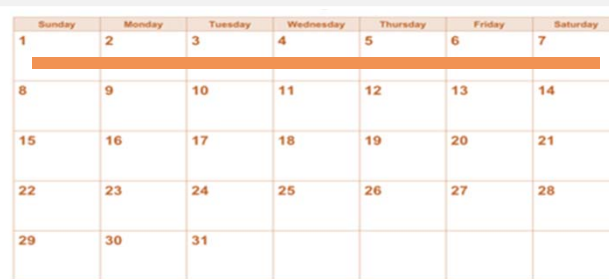 Sunday Monday Tuesday Wednesday Thursday Friday Saturday
1 2 3 4 5 6 7
8 9 10 11 12 13 14
15 16 17 18 19 20 21
22 23 24 25 26 27 28
29 30 31